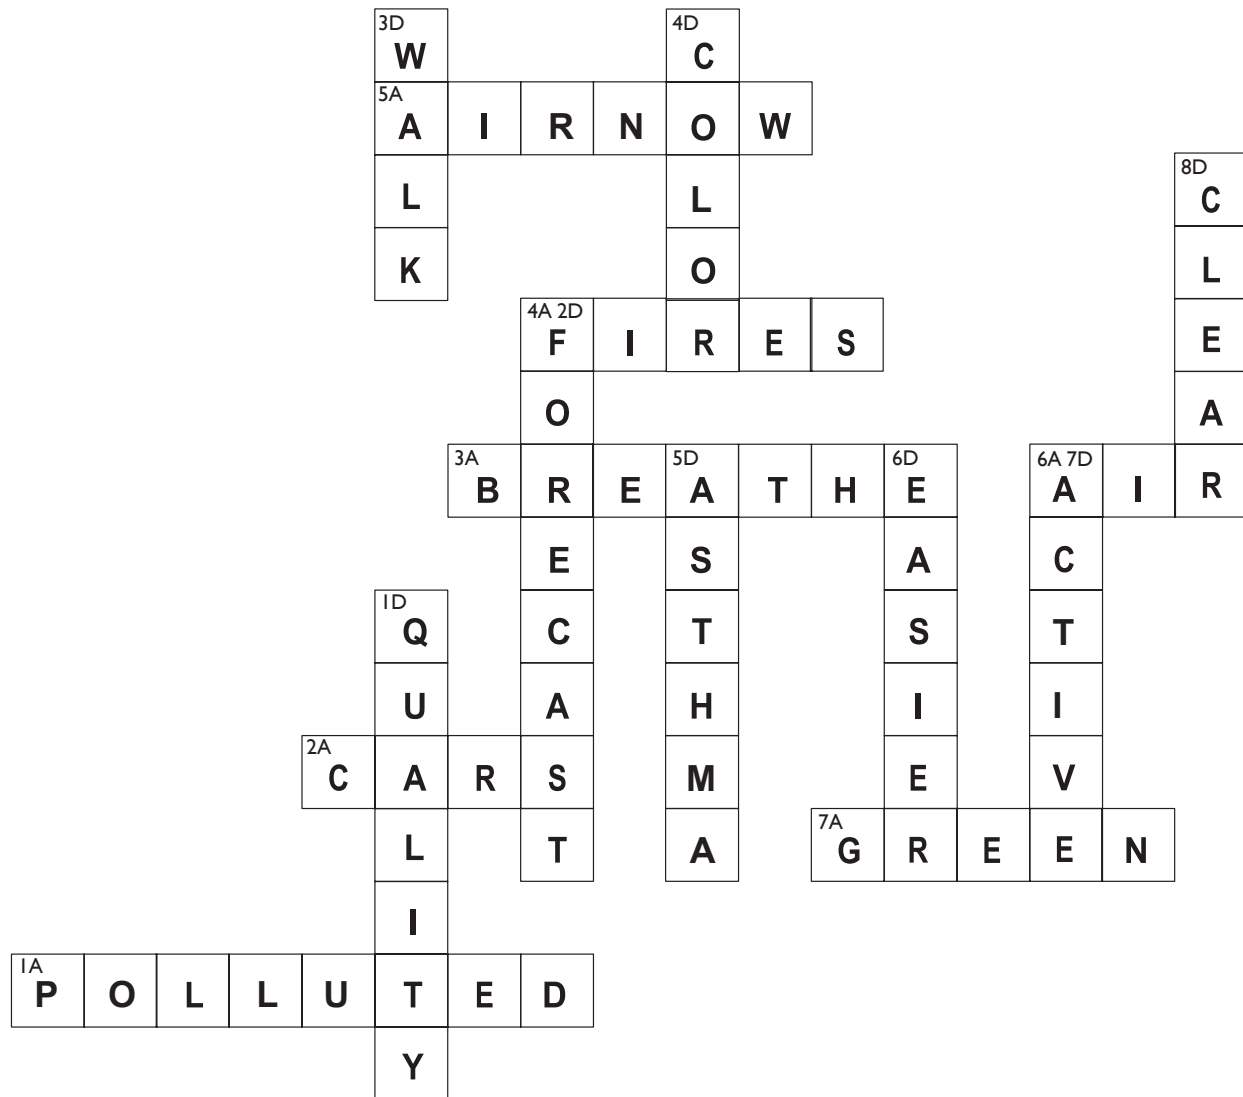 3D 4D
W C
5A
A I R N O W
8D
L L C
K O L
4A 2D
F I R E S E
O A
3A 5D 6D 6A 7D
B R E A T H E A I R
E S A C
1D
Q C T S T
U A H I I
2A
C A R S M E V
7A
L T A G R E E N
I
1A
P O L L U T E D
Y